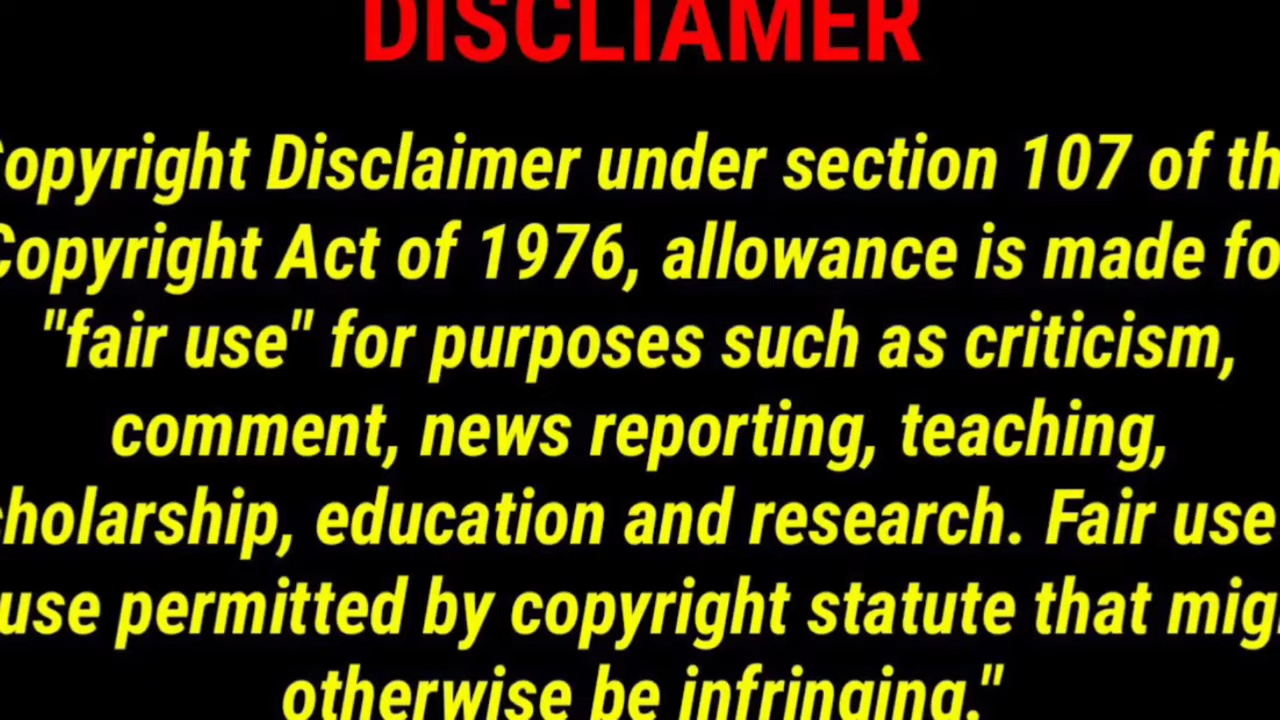 DISCLIAMER
Copyright Disclaimer under section 107 of th
Copyright Act of 1976, allowance is made fo
"fair use" for purposes such as criticism,
comment, news reporting, teaching,
cholarship, education and research. Fair use
use permitted by copyright statute that mig
otherwise be infringing."